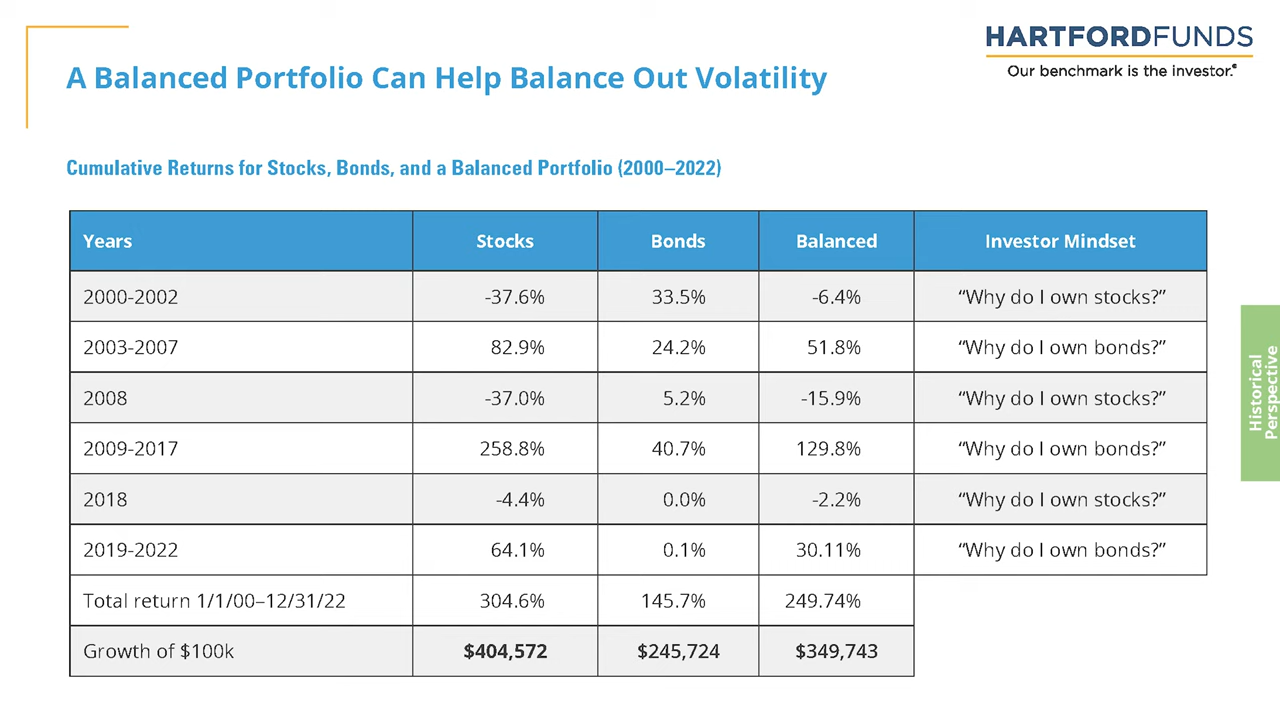 HARTFORDFUNDS
Our benchmark is the investor.®
A Balanced Portfolio Can Help Balance Out Volatility
Cumulative Returns for Stocks, Bonds, and a Balanced Portfolio (2000–2022)
Years Stocks Bonds Balanced Investor Mindset
2000-2002 -37.6% 33.5% -6.4% “Why do I own stocks?”
2003-2007 82.9% 24.2% 51.8% “Why do I own bonds?”
2008 -37.0% 5.2% -15.9% “Why do I own stocks?”
2009-2017 258.8% 40.7% 129.8% “Why do I own bonds?”
2018 -4.4% 0.0% -2.2% “Why do I own stocks?”
2019-2022 64.1% 0.1% 30.11% “Why do I own bonds?”
Total return 1/1/00–12/31/22 304.6% 145.7% 249.74%
Growth of $100k $404,572 $245,724 $349,743
Historical
Perspective